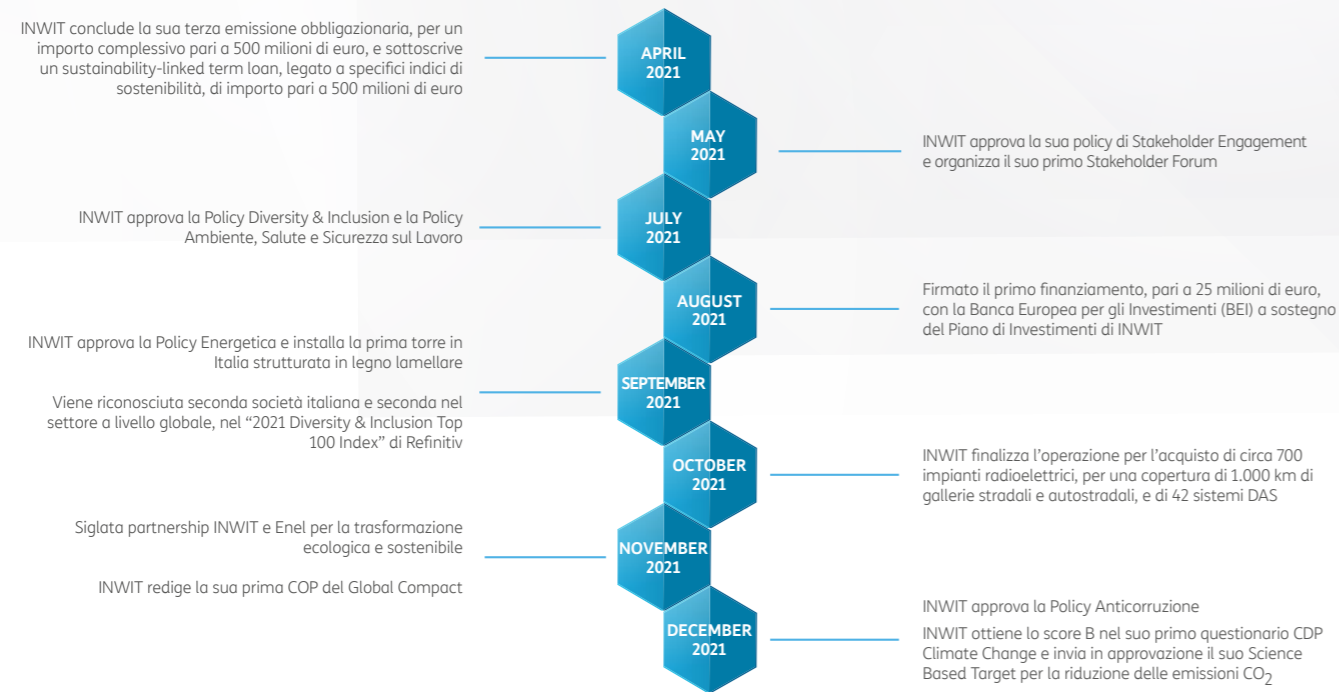 INWIT conclude la sua terza emissione obbligazionaria, per un
importo complessivo pari a 500 milioni di euro, e sottoscrive
un sustainability-linked term loan, legato a specifici indici di
sostenibilità, di importo pari a 500 milioni di euro
APRIL
2021
MAY
2021
INWIT approva la sua policy di Stakeholder Engagement
e organizza il suo primo Stakeholder Forum
INWIT approva la Policy Diversity & Inclusion e la Policy
Ambiente, Salute e Sicurezza sul Lavoro
JULY
2021
AUGUST
2021
Firmato il primo finanziamento, pari a 25 milioni di euro,
con la Banca Europea per gli Investimenti (BEI) a sostegno
del Piano di Investimenti di INWIT
INWIT approva la Policy Energetica e installa la prima torre in
Italia strutturata in legno lamellare
Viene riconosciuta seconda società italiana e seconda nel
settore a livello globale, nel “2021 Diversity & Inclusion Top
100 Index” di Refinitiv
SEPTEMBER
2021
OCTOBER
2021
INWIT finalizza l’operazione per l’acquisto di circa 700
impianti radioelettrici, per una copertura di 1.000 km di
gallerie stradali e autostradali, e di 42 sistemi DAS
Siglata partnership INWIT e Enel per la trasformazione
ecologica e sostenibile
INWIT redige la sua prima COP del Global Compact
NOVEMBER
2021
DECEMBER
2021
INWIT approva la Policy Anticorruzione
INWIT ottiene lo score B nel suo primo questionario CDP
Climate Change e invia in approvazione il suo Science
Based Target per la riduzione delle emissioni CO2